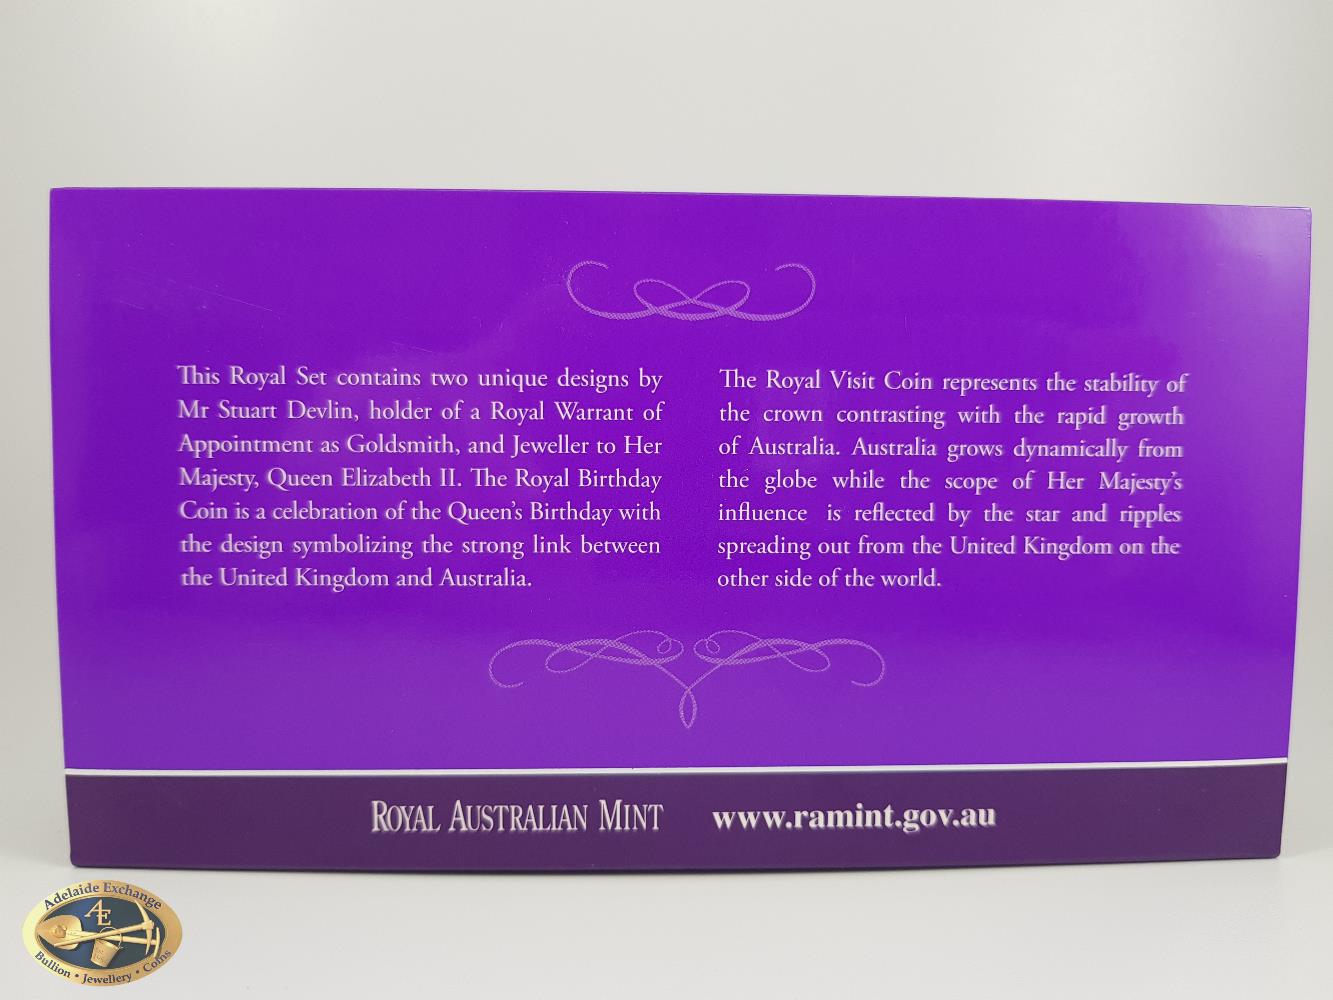 This Royal Set contains two unique designs by
Mr Stuart Devlin, holder of a Royal Warrant of
Appointment as Goldsmith, and Jeweller to Her
Majesty, Queen Elizabeth II. The Royal Birthday
Coin is a celebration of the Queen's Birthday with
the design symbolizing the strong link between
the United Kingdom and Australia.
The Royal Visit Coin represents the stability of
the crown contrasting with the rapid growth
of Australia. Australia grows dynamically from
the globe while the scope of Her Majesty's
influence is reflected by the star and ripples
spreading out from the United Kingdom on the
other side of the world.
ROYAL AUSTRALIAN MINT www.ramint.gov.au
Adelaide Exchange
AE
Bullion • Jewellery • Coins